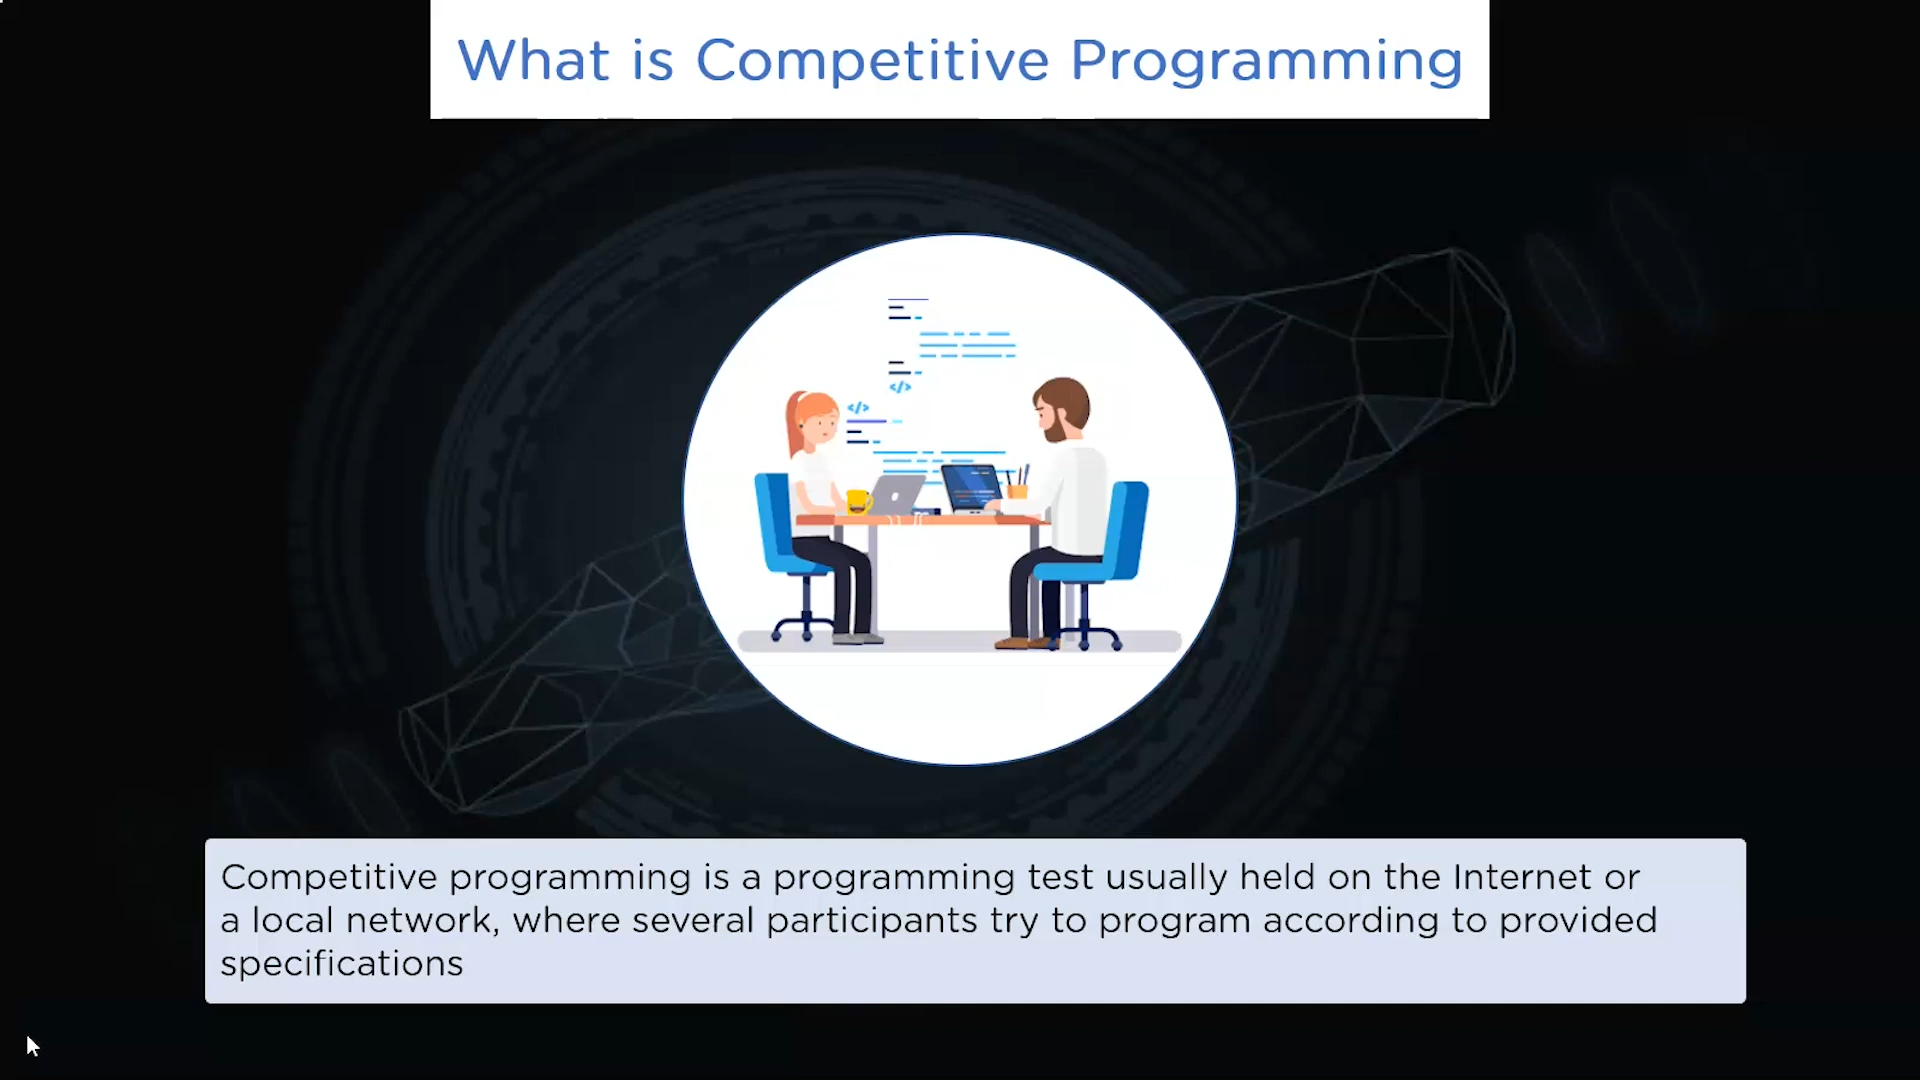 What is Competitive Programming
</>
</>
Competitive programming is a programming test usually held on the Internet or
a local network, where several participants try to program according to provided
specifications